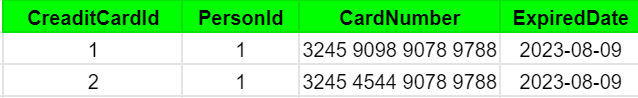 CreaditCardId PersonId CardNumber ExpiredDate
1 1 3245 9098 9078 9788 2023-08-09
2 1 3245 4544 9078 9788 2023-08-09